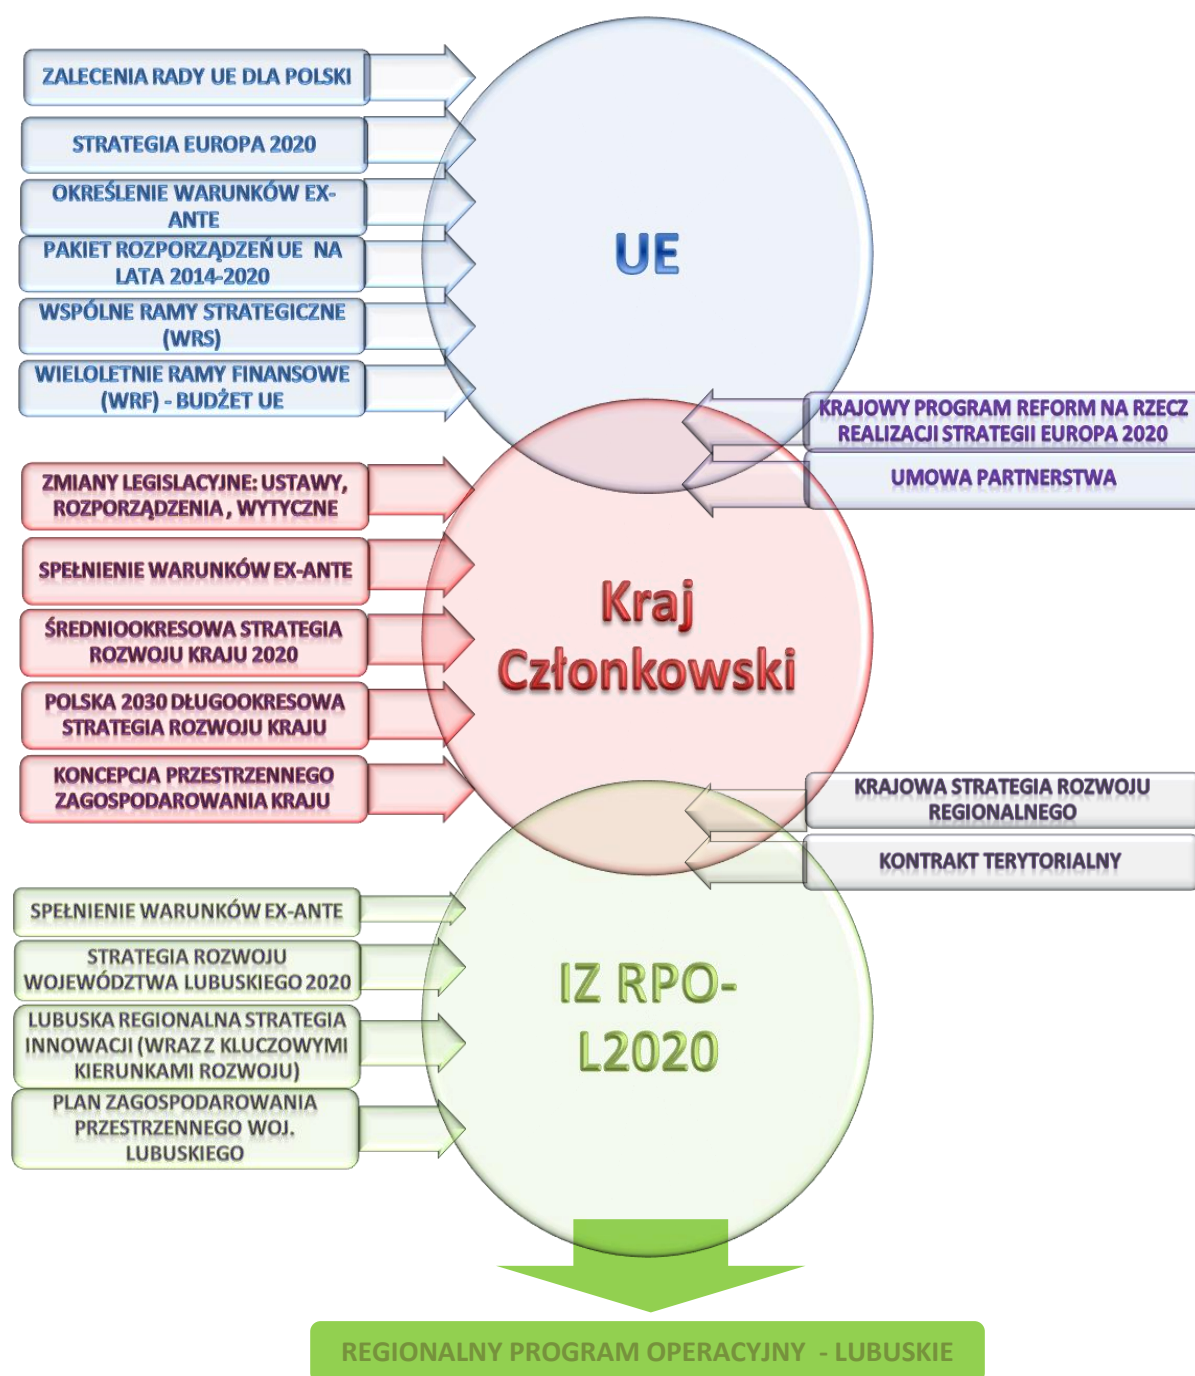 ZALECENIA RADY UE DLA POLSKI
STRATEGIA EUROPA 2020
OKREŚLENIE WARUNKÓW EX-
ANTE
PAKIET ROZPORZĄDZEŃ UE NA
LATA 2014-2020
WSPÓLNE RAMY STRATEGICZNE
(WRS)
WIELOLETNIE RAMY FINANSOWE
(WRF) - BUDŻET UE
UE
KRAJOWY PROGRAM REFORM NA RZECZ
REALIZACJI STRATEGII EUROPA 2020
UMOWA PARTNERSTWA
ZMIANY LEGISLACYJNE: USTAWY,
ROZPORZĄDZENIA , WYTYCZNE
SPEŁNIENIE WARUNKÓW EX-ANTE
ŚREDNIOOKRESOWA STRATEGIA
ROZWOJU KRAJU 2020
POLSKA 2030 DŁUGOOKRESOWA
STRATEGIA ROZWOJU KRAJU
KONCEPCJA PRZESTRZENNEGO
ZAGOSPODAROWANIA KRAJU
Kraj
Członkowski
KRAJOWA STRATEGIA ROZWOJU
REGIONALNEGO
KONTRAKT TERYTORIALNY
SPEŁNIENIE WARUNKÓW EX-ANTE
STRATEGIA ROZWOJU
WOJEWÓDZTWA LUBUSKIEGO 2020
LUBUSKA REGIONALNA STRATEGIA
INNOWACJI (WRAZ Z KLUCZOWYMI
KIERUNKAMI ROZWOJU)
PLAN ZAGOSPODAROWANIA
PRZESTRZENNEGO WOJ.
LUBUSKIEGO
IZ RPO-
L2020
REGIONALNY PROGRAM OPERACYJNY - LUBUSKIE